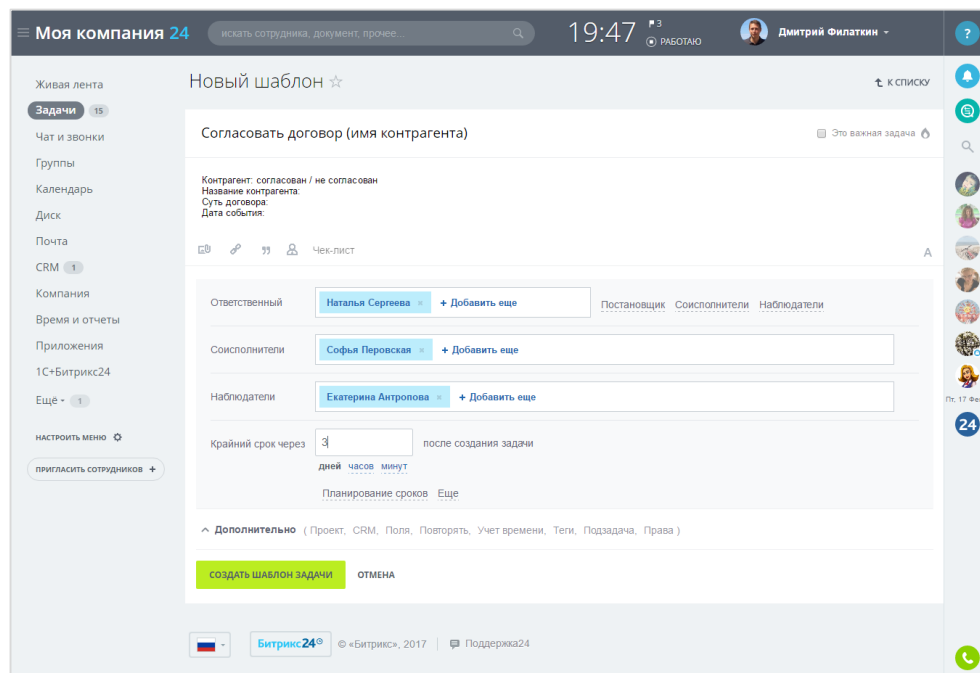 Моя компания 24
искать сотрудника, документ, прочее...
19:47
3
РАБОТАЮ
Дмитрий Филаткин
?
Живая лента
Задачи 15
Чат и звонки
Группы
Календарь
Диск
Почта
CRM 1
Компания
Время и отчеты
Приложения
1С+Битрикс24
Ещё 1
НАСТРОИТЬ МЕНЮ
ПРИГЛАСИТЬ СОТРУДНИКОВ +
Новый шаблон
К СПИСКУ
Согласовать договор (имя контрагента)
Это важная задача
Контрагент: согласован / не согласован
Название контрагента:
Суть договора:
Дата события:
Чек-лист
A
Ответственный Наталья Сергеева × + Добавить еще Постановщик Соисполнители Наблюдатели
Соисполнители Софья Перовская × + Добавить еще
Наблюдатели Екатерина Антропова × + Добавить еще
Крайний срок через 3 после создания задачи
дней часов минут
Планирование сроков Еще
Дополнительно ( Проект, CRM, Поля, Повторять, Учет времени, Теги, Подзадача, Права )
СОЗДАТЬ ШАБЛОН ЗАДАЧИ ОТМЕНА
Битрикс24 © «Битрикс», 2017 Поддержка24
Пт, 17 Фе
24